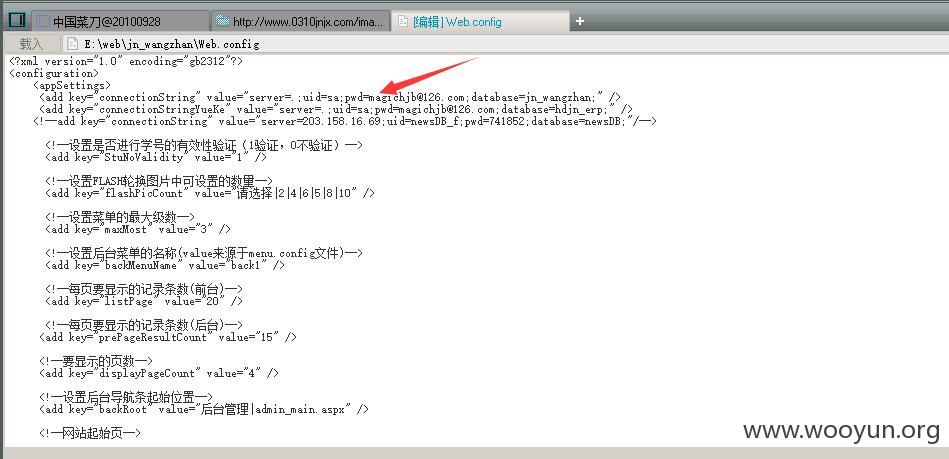 中国菜刀@20100928
http://www.0310jnjx.com/ima...
[编辑] Web.config
+
载入
E:\web\jn_wangzhan\Web.config
<?xml version="1.0" encoding="gb2312"?>
<configuration>
<appSettings>
<add key="connectionString" value="server=.;uid=sa;pwd=magichjb@126.com;database=jn_wangzhan;" />
<add key="connectionStringYueKe" value="server=.;uid=sa;pwd=magichjb@126.com;database=hdjn_erp;" />
<!--add key="connectionString" value="server=203.158.16.69;uid=newsDB_f;pwd=741852;database=newsDB;"/-->
<!--设置是否进行学号的有效性验证（1验证，0不验证）-->
<add key="StuNoValidity" value="1" />
<!--设置FLASH轮换图片中可设置的数量-->
<add key="flashPicCount" value="请选择|2|4|6|5|8|10" />
<!--设置菜单的最大级数-->
<add key="maxMost" value="3" />
<!--设置后台菜单的名称(value来源于menu.config文件)-->
<add key="backMenuName" value="back1" />
<!--每页要显示的记录条数(前台)-->
<add key="listPage" value="20" />
<!--每页要显示的记录条数(后台)-->
<add key="prePageResultCount" value="15" />
<!--要显示的页数-->
<add key="displayPageCount" value="4" />
<!--设置后台导航条起始位置-->
<add key="backRoot" value="后台管理|admin_main.aspx" />
<!--网站起始页-->
www.wooyun.org